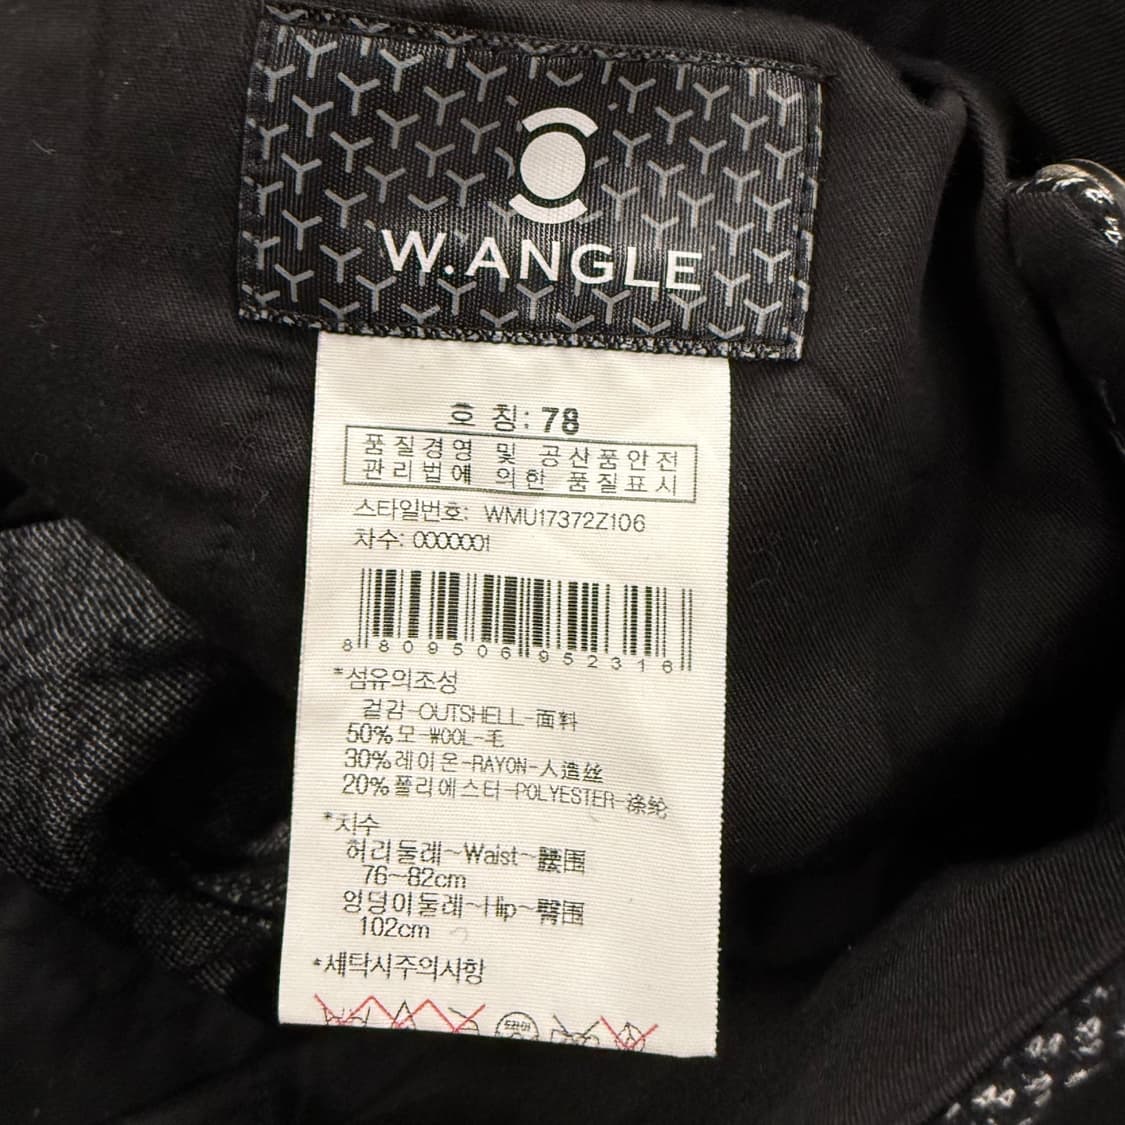 W.ANGLE
호 칭: 78
품질경영 및 공산품안전
관리법에 의한 품질표시
스타일번호: WMU17372Z106
차수: 0000001
8 809506 952316
*섬유의조성
겉감-OUTSHELL-面料
50%모-WOOL-毛
30%레이온-RAYON-人造丝
20%폴리에스터-POLYESTER-涤纶
*치수
허리둘레~Waist~腰围
76~82cm
엉덩이둘레~Hip~臀围
102cm
*세탁시주의사항
드라이